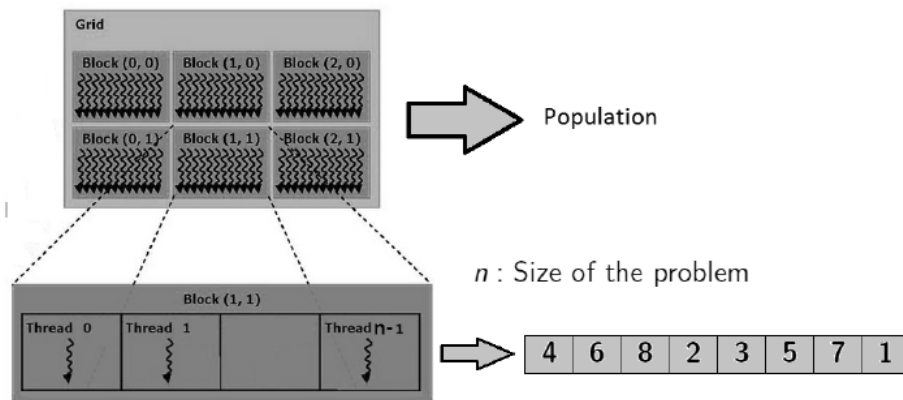 Grid
Block (0, 0) Block (1, 0) Block (2, 0)
Block (0, 1) Block (1, 1) Block (2, 1)
Population
n : Size of the problem
Block (1, 1)
Thread 0 Thread 1 Thread n-1
4 6 8 2 3 5 7 1